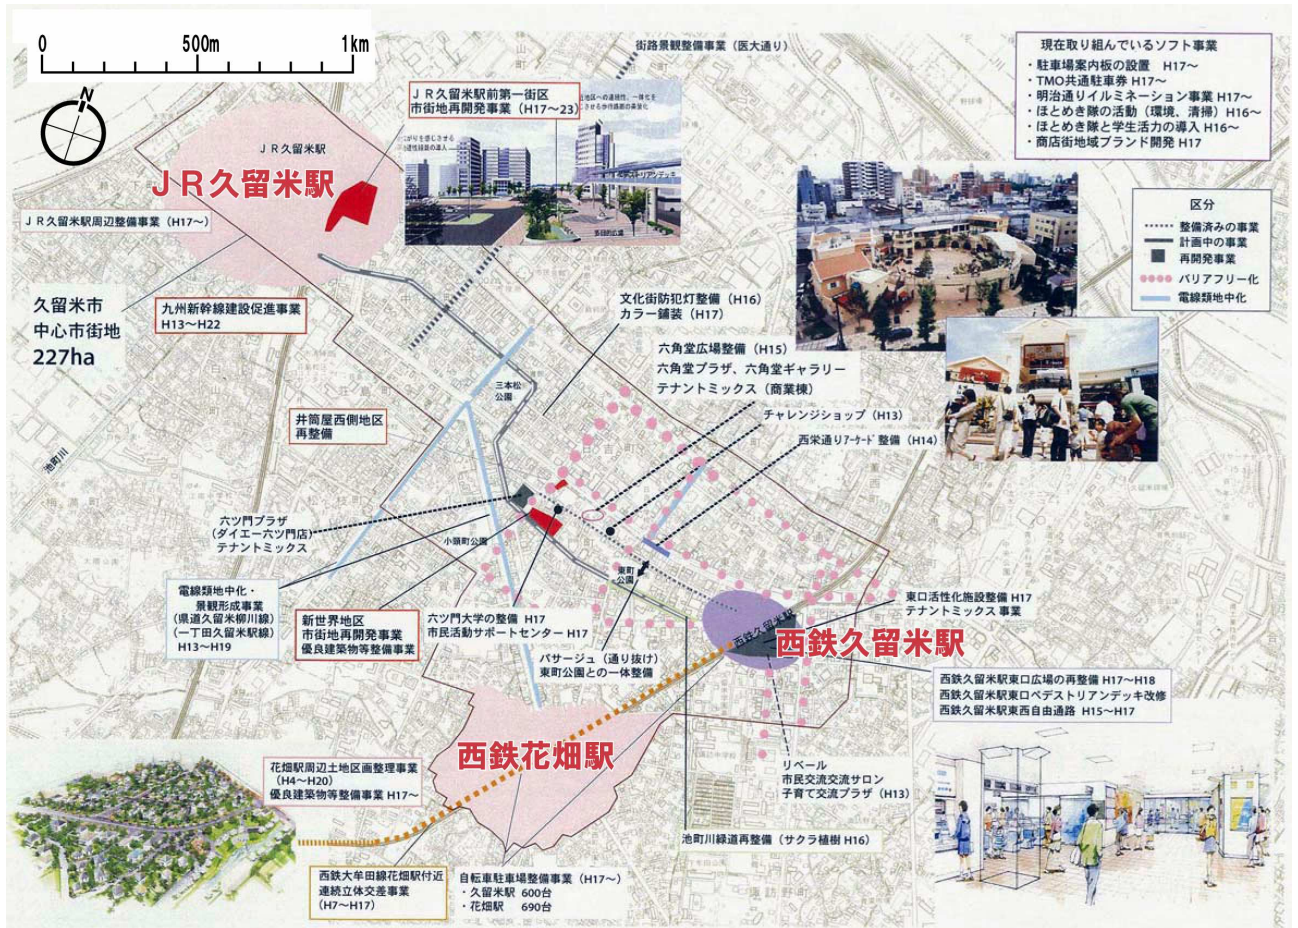 0 500m 1km
N
街路景観整備事業（医大通り）
現在取り組んでいるソフト事業
・駐車場案内板の設置 H17～
・TMO共通駐車券 H17～
・明治通りイルミネーション事業 H17～
・ほとめき隊の活動（環境、清掃）H16～
・ほとめき隊と学生活力の導入 H16～
・商店街地域ブランド開発 H17
ＪＲ久留米駅前第一街区
市街地再開発事業（H17～23）
ＪＲ久留米駅
ＪＲ久留米駅
ＪＲ久留米駅周辺整備事業（H17～）
区分
整備済みの事業
計画中の事業
再開発事業
バリアフリー化
電線類地中化
久留米市
中心市街地
227ha
九州新幹線建設促進事業
H13～H22
文化街防犯灯整備（H16）
カラー舗装（H17）
六角堂広場整備（H15）
六角堂プラザ、六角堂ギャラリー
テナントミックス（商業棟）
チャレンジショップ（H13）
西栄通りｱｰｹｰﾄﾞ整備（H14）
三本松
公園
井筒屋西側地区
再整備
池町川
六ツ門プラザ
（ダイエー六ツ門店）
テナントミックス
小頭町公園
東町
公園
電線類地中化・
景観形成事業
（県道久留米柳川線）
（一丁田久留米駅線）
H13～H19
新世界地区
市街地再開発事業
優良建築物等整備事業
六ツ門大学の整備 H17
市民活動サポートセンター H17
パサージュ（通り抜け）
東町公園との一体整備
西鉄久留米駅
西鉄久留米駅
東口活性化施設整備 H17
テナントミックス 事業
西鉄久留米駅東口広場の再整備 H17～H18
西鉄久留米駅東口ペデストリアンデッキ改修
西鉄久留米駅東西自由通路 H15～H17
西鉄花畑駅
花畑駅周辺土地区画整理事業
（H4～H20）
優良建築物等整備事業 H17～
リベール
市民交流交流サロン
子育て交流プラザ（H13）
池町川緑道再整備（サクラ植樹 H16）
西鉄大牟田線花畑駅付近
連続立体交差事業
（H7～H17）
自転車駐車場整備事業（H17～）
・久留米駅 600台
・花畑駅 690台